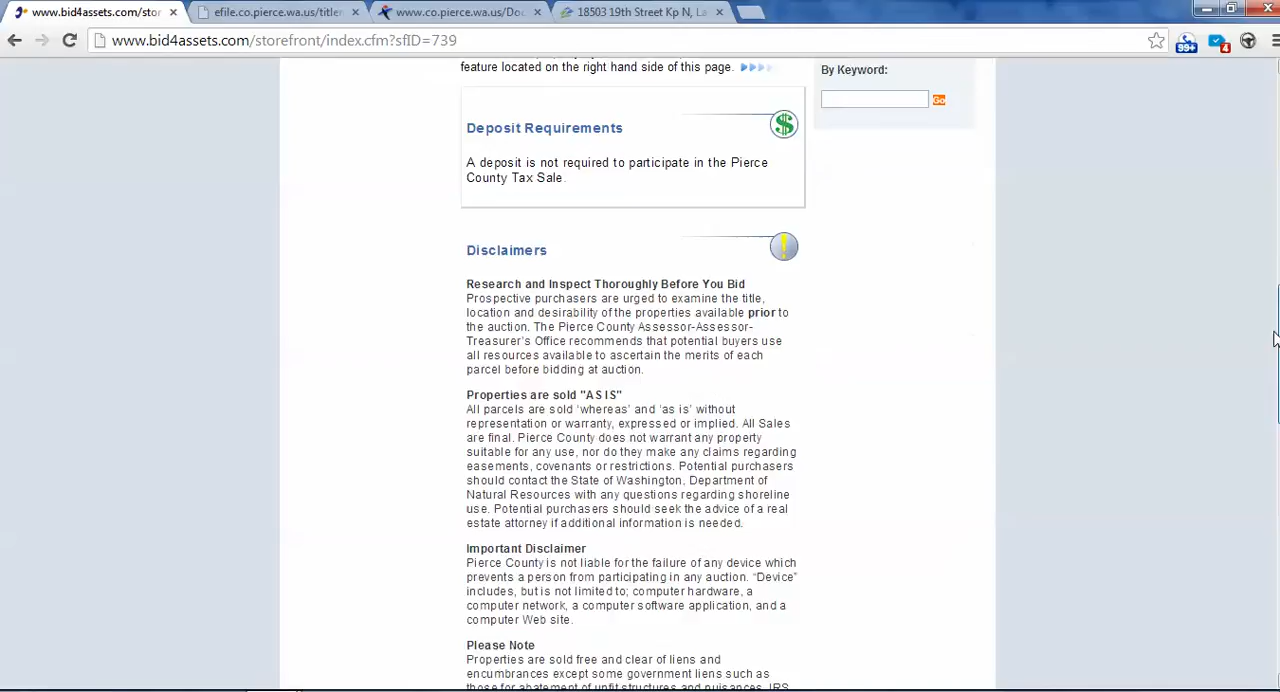 www.bid4assets.com/stor
efile.co.pierce.wa.us/titler
www.co.pierce.wa.us/Doc
18503 19th Street Kp N, La
www.bid4assets.com/storefront/index.cfm?sfID=739
99+
4
feature located on the right hand side of this page.
By Keyword:
Go
Deposit Requirements
$
A deposit is not required to participate in the Pierce
County Tax Sale.
Disclaimers
!
Research and Inspect Thoroughly Before You Bid
Prospective purchasers are urged to examine the title,
location and desirability of the properties available prior to
the auction. The Pierce County Assessor-Assessor-
Treasurer's Office recommends that potential buyers use
all resources available to ascertain the merits of each
parcel before bidding at auction.
Properties are sold "AS IS"
All parcels are sold 'whereas' and 'as is' without
representation or warranty, expressed or implied. All Sales
are final. Pierce County does not warrant any property
suitable for any use, nor do they make any claims regarding
easements, covenants or restrictions. Potential purchasers
should contact the State of Washington, Department of
Natural Resources with any questions regarding shoreline
use. Potential purchasers should seek the advice of a real
estate attorney if additional information is needed.
Important Disclaimer
Pierce County is not liable for the failure of any device which
prevents a person from participating in any auction. “Device”
includes, but is not limited to; computer hardware, a
computer network, a computer software application, and a
computer Web site.
Please Note
Properties are sold free and clear of liens and
encumbrances except some government liens such as
those for abatement of unfit structures and nuisances, IRS